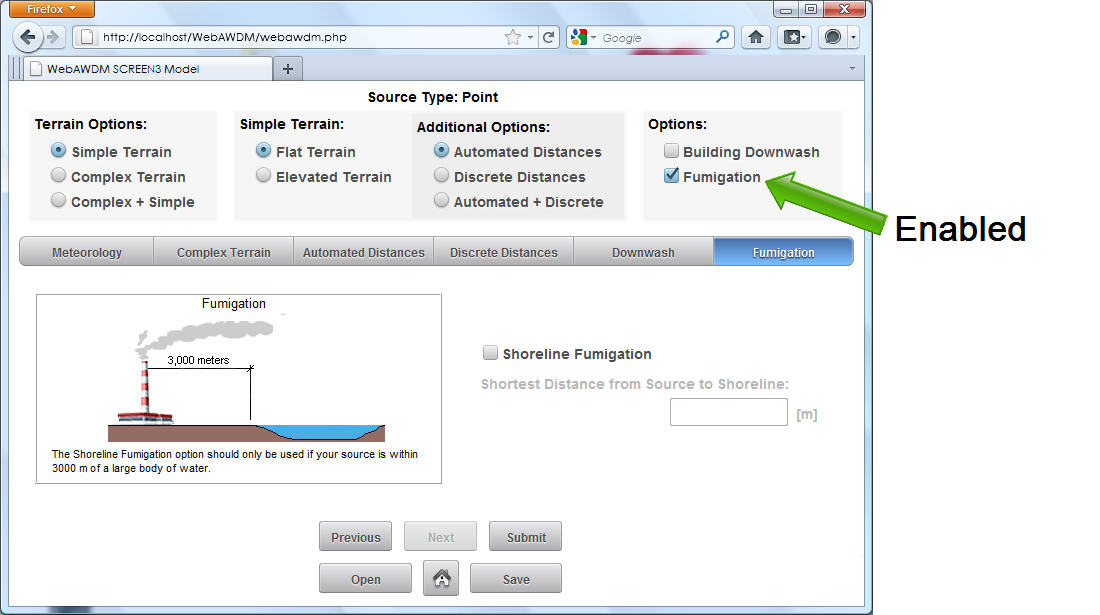 Firefox
http://localhost/WebAWDM/webawdm.php
Google
WebAWDM SCREEN3 Model
Source Type: Point
Terrain Options:
Simple Terrain
Complex Terrain
Complex + Simple
Simple Terrain:
Flat Terrain
Elevated Terrain
Additional Options:
Automated Distances
Discrete Distances
Automated + Discrete
Options:
Building Downwash
Fumigation
Enabled
Meteorology Complex Terrain Automated Distances Discrete Distances Downwash Fumigation
Fumigation
3,000 meters
The Shoreline Fumigation option should only be used if your source is within
3000 m of a large body of water.
Shoreline Fumigation
Shortest Distance from Source to Shoreline:
[m]
Previous Next Submit
Open Save